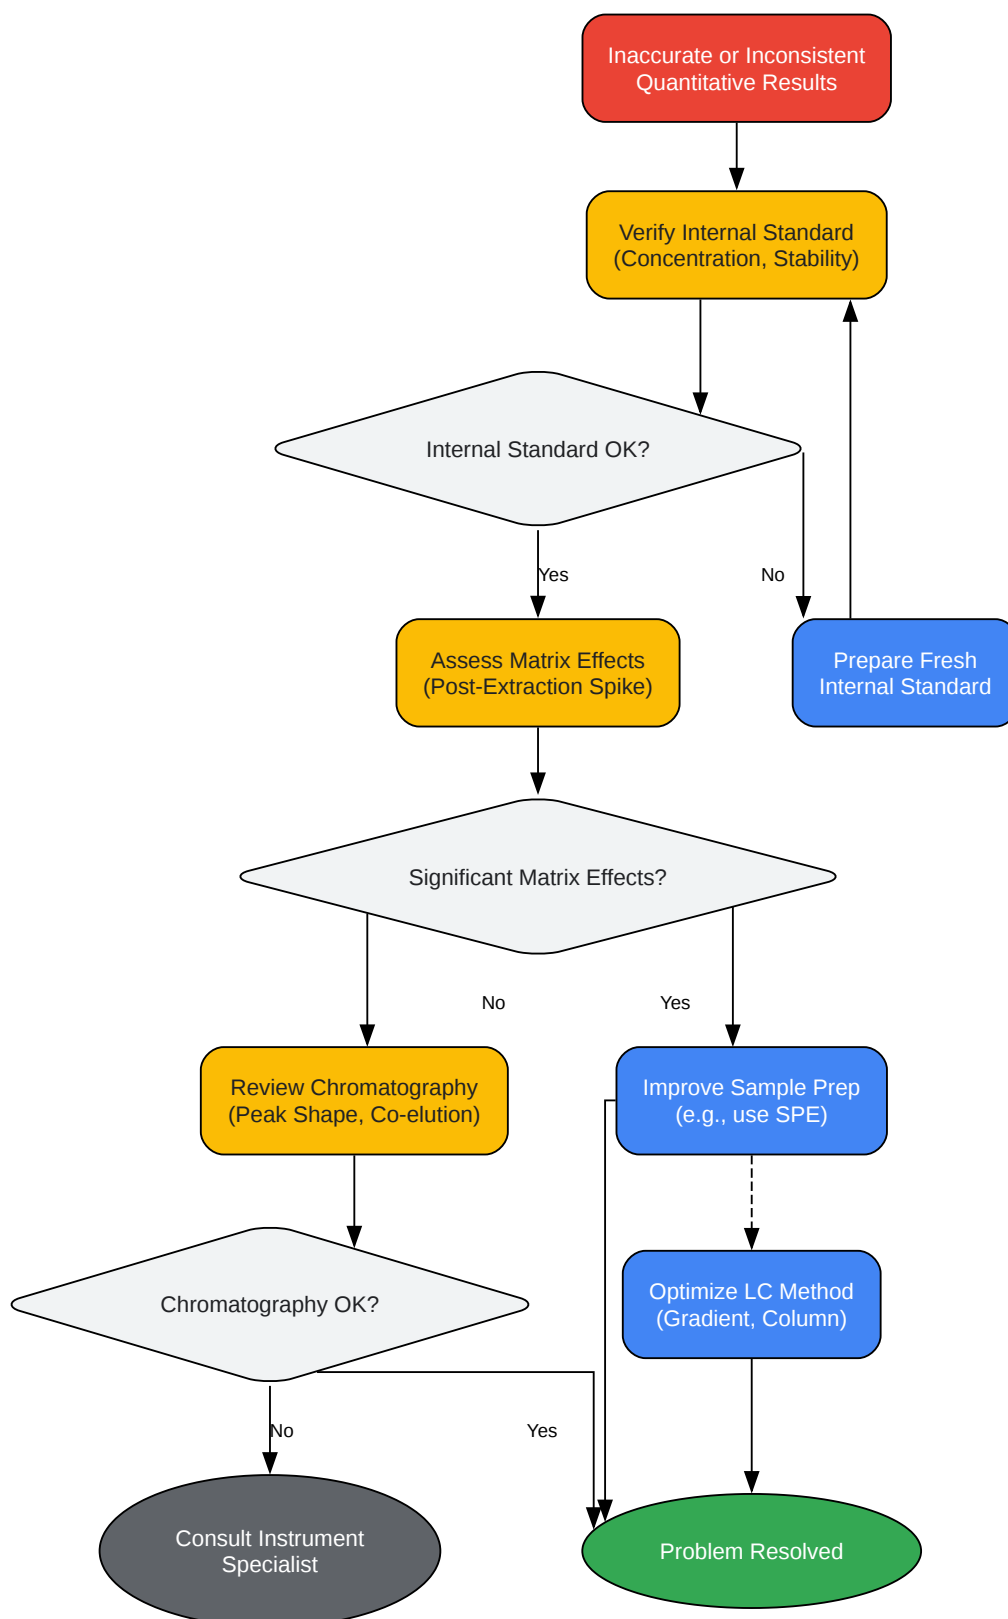 Inaccurate or Inconsistent
Quantitative Results
Verify Internal Standard
(Concentration, Stability)
Internal Standard OK?
Yes
No
Assess Matrix Effects
(Post-Extraction Spike)
Prepare Fresh
Internal Standard
Significant Matrix Effects?
No
Yes
Review Chromatography
(Peak Shape, Co-elution)
Improve Sample Prep
(e.g., use SPE)
Optimize LC Method
(Gradient, Column)
Chromatography OK?
No
Yes
Consult Instrument
Specialist
Problem Resolved